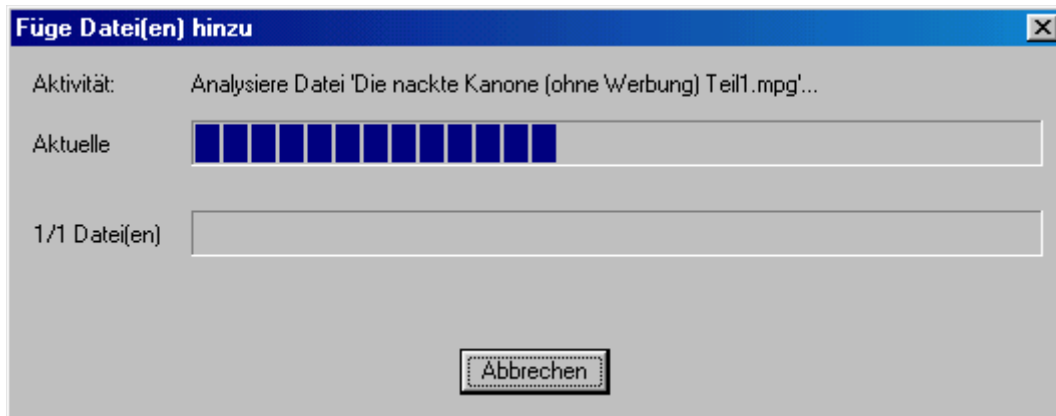 Füge Datei(en) hinzu
Aktivität: Analysiere Datei 'Die nackte Kanone (ohne Werbung) Teil1.mpg'...
Aktuelle
1/1 Datei(en)
Abbrechen